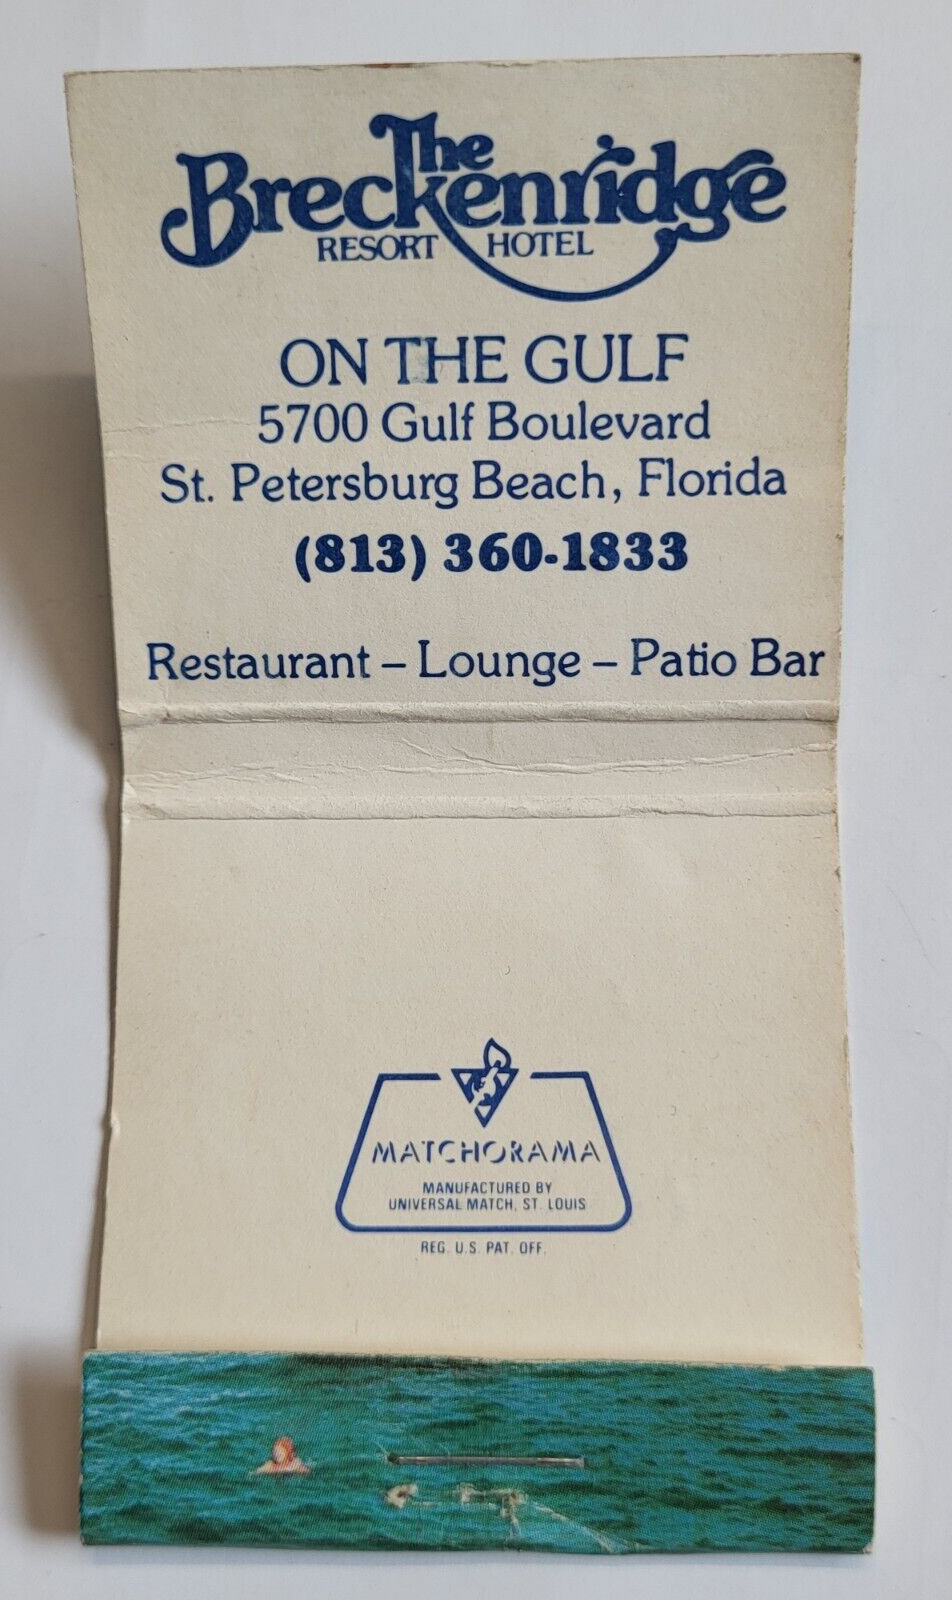 The
Breckenridge
RESORT HOTEL
ON THE GULF
5700 Gulf Boulevard
St. Petersburg Beach, Florida
(813) 360-1833
Restaurant – Lounge – Patio Bar
MATCHORAMA
MANUFACTURED BY
UNIVERSAL MATCH, ST. LOUIS
REG. U.S. PAT. OFF.